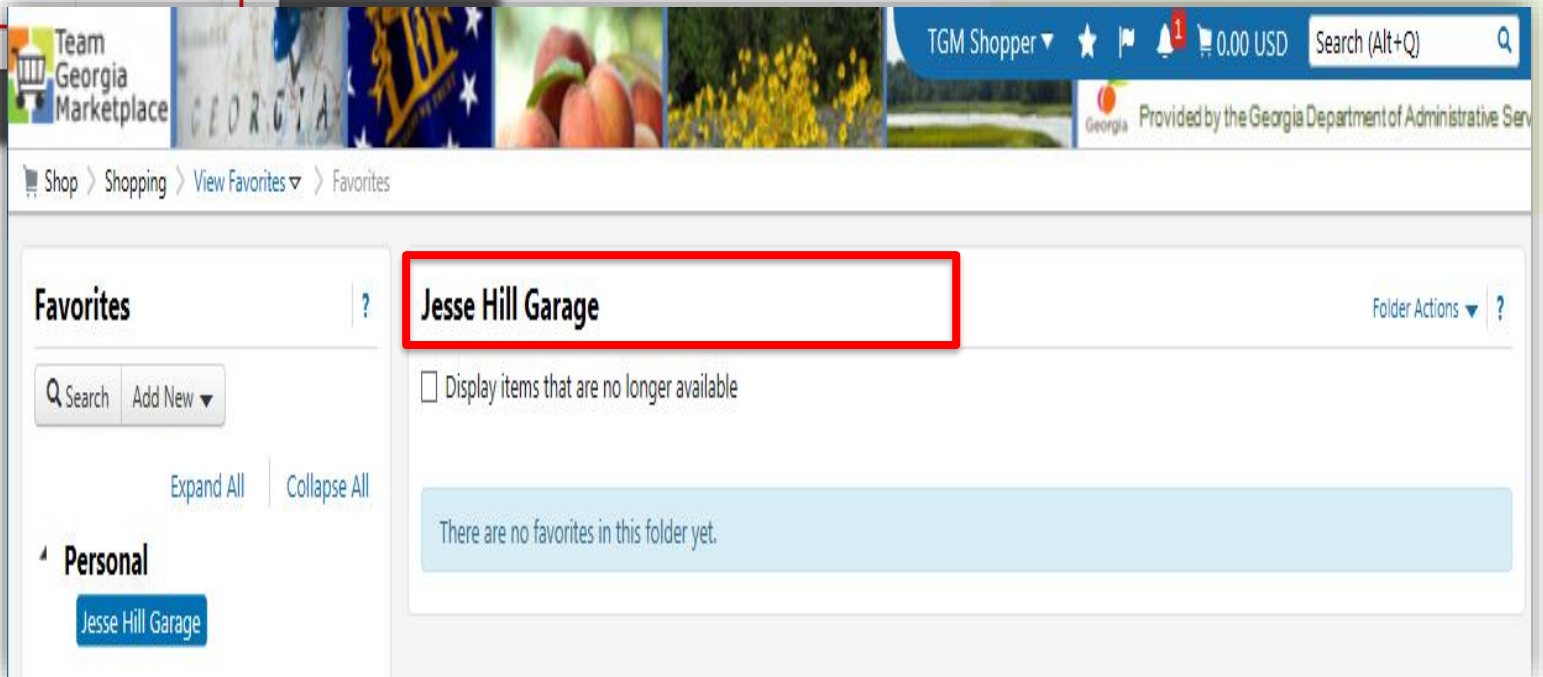 Team
Georgia
Marketplace
GEORGIA
TGM Shopper
1
0.00 USD
Search (Alt+Q)
Georgia
Provided by the Georgia Department of Administrative Serv
Shop > Shopping > View Favorites > Favorites
Favorites
?
Jesse Hill Garage
Folder Actions
?
Search
Add New
Display items that are no longer available
Expand All
Collapse All
There are no favorites in this folder yet.
Personal
Jesse Hill Garage